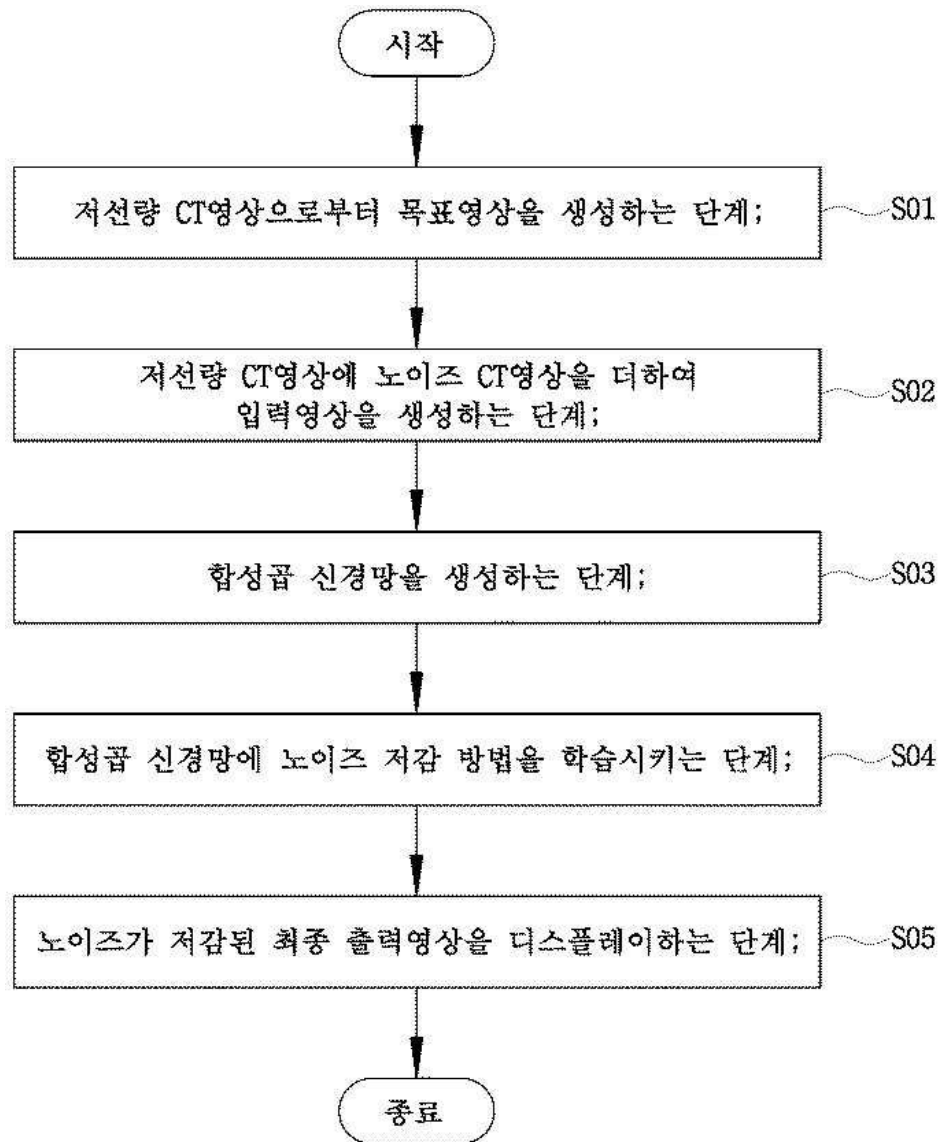 시작
저선량 CT영상으로부터 목표영상을 생성하는 단계;
S01
저선량 CT영상에 노이즈 CT영상을 더하여
입력영상을 생성하는 단계;
S02
합성곱 신경망을 생성하는 단계;
S03
합성곱 신경망에 노이즈 저감 방법을 학습시키는 단계;
S04
노이즈가 저감된 최종 출력영상을 디스플레이하는 단계;
S05
종료